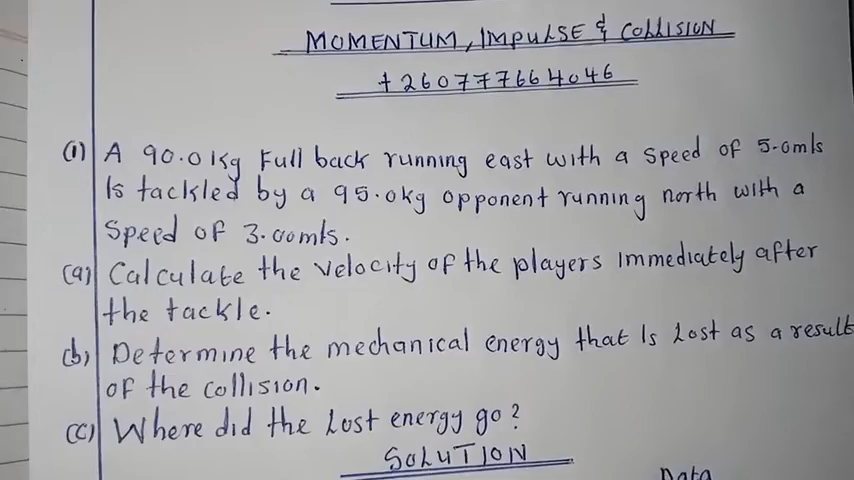 MOMENTUM, IMPULSE & COLLISION
+260777664046
(1) A 90.0kg Full back running east with a speed of 5.0m/s
Is tackled by a 95.0kg opponent running north with a
Speed of 3.00m/s.
(a) Calculate the velocity of the players immediately after
the tackle.
(b) Determine the mechanical energy that Is Lost as a result
of the collision.
(c) Where did the Lost energy go?
SOLUTION
Data